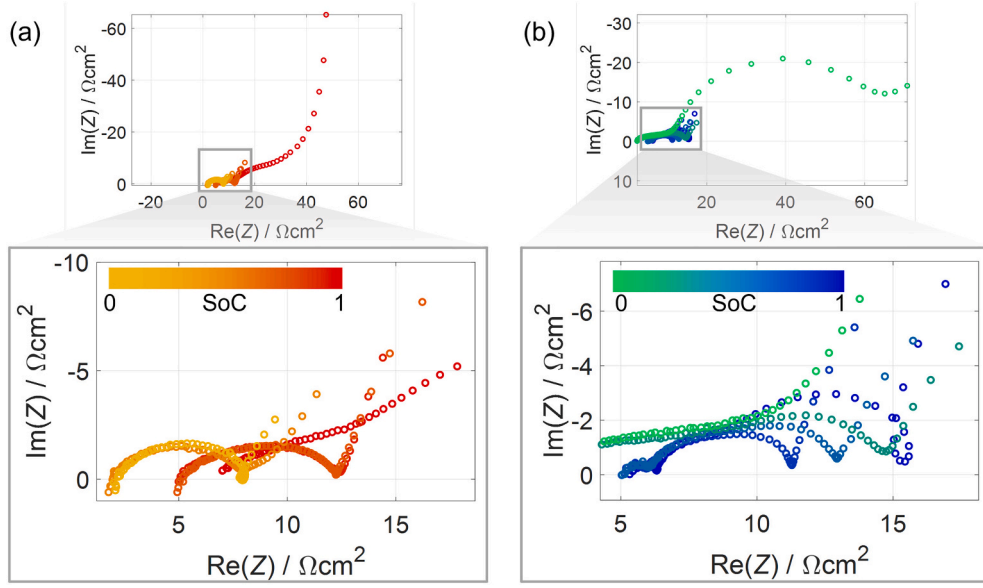 (a)
-60
-40
-20
0
Im(Z) / Ωcm²
-20 0 20 40 60
Re(Z) / Ωcm²
-10
-5
0
Im(Z) / Ωcm²
0 SoC 1
5 10 15
Re(Z) / Ωcm²
(b)
-30
-20
-10
0
10
Im(Z) / Ωcm²
20 40 60
Re(Z) / Ωcm²
-6
-4
-2
0
Im(Z) / Ωcm²
0 SoC 1
5 10 15
Re(Z) / Ωcm²